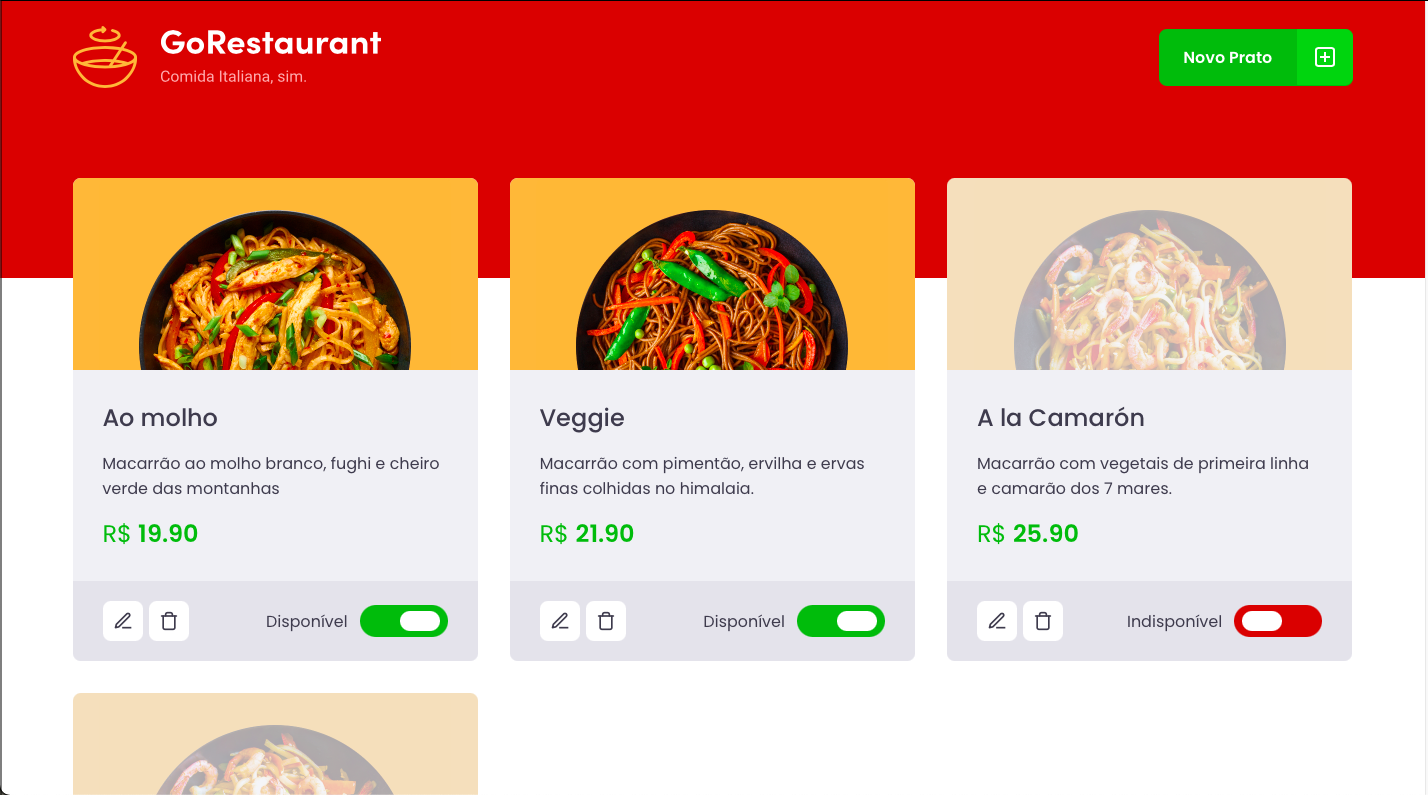 GoRestaurant
Comida Italiana, sim.
Novo Prato
Ao molho
Macarrão ao molho branco, fughi e cheiro
verde das montanhas
R$ 19.90
Disponível
Veggie
Macarrão com pimentão, ervilha e ervas
finas colhidas no himalaia.
R$ 21.90
Disponível
A la Camarón
Macarrão com vegetais de primeira linha
e camarão dos 7 mares.
R$ 25.90
Indisponível